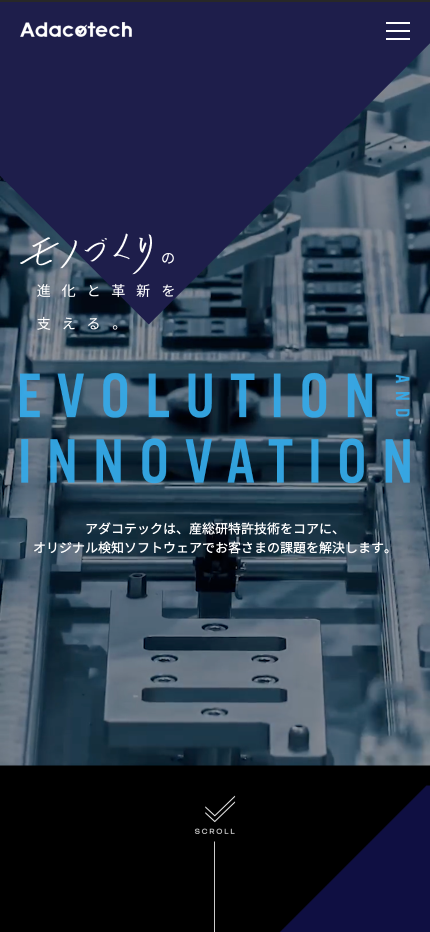 Adacotech
モノづくりの
進化と革新を
支える。
EVOLUTION AND
INNOVATION
アダコテックは、産総研特許技術をコアに、
オリジナル検知ソフトウェアでお客さまの課題を解決します。
SCROLL